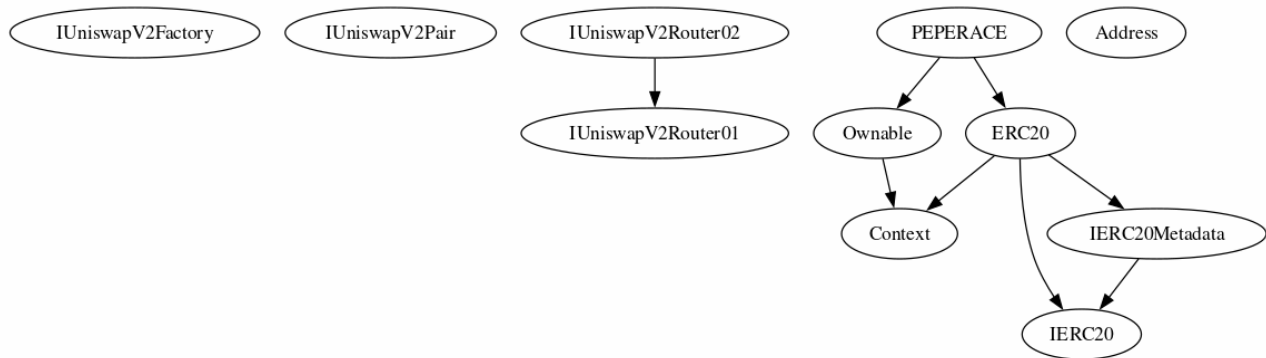 IUniswapV2Factory
IUniswapV2Pair
IUniswapV2Router02
PEPERACE
Address
IUniswapV2Router01
Ownable
ERC20
Context
IERC20Metadata
IERC20